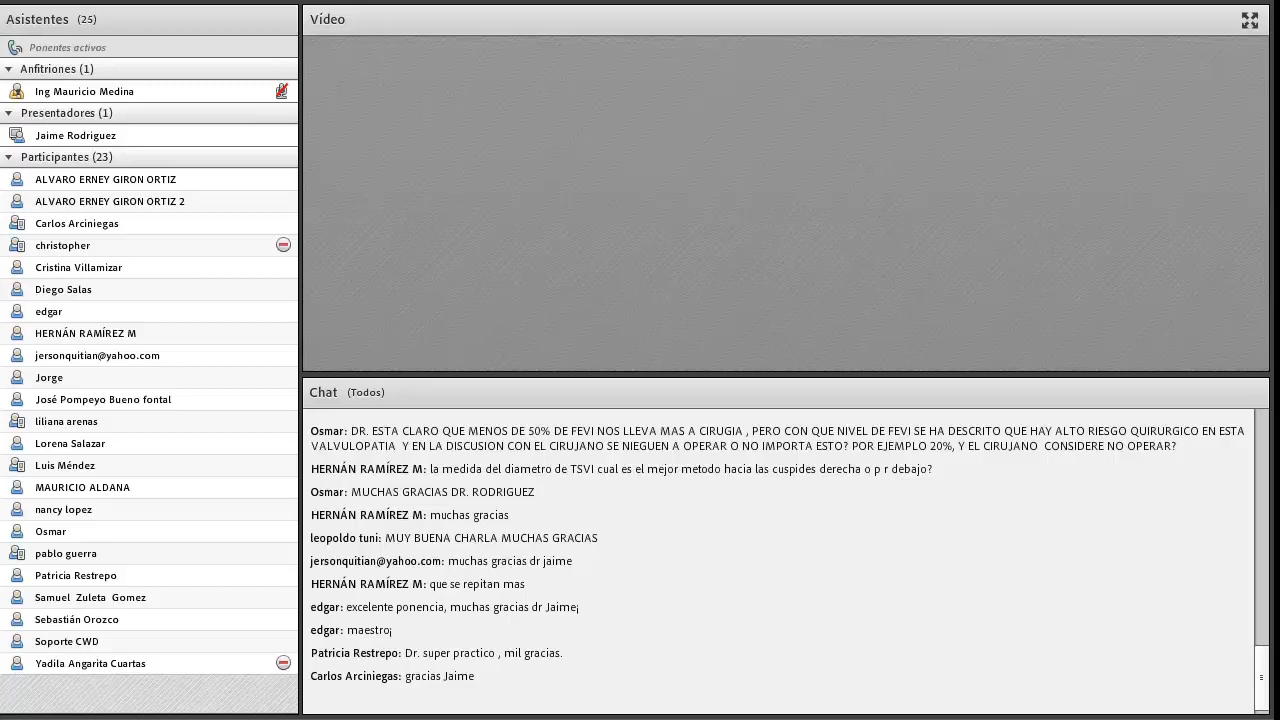 Asistentes (25)
Ponentes activos
Anfitriones (1)
Ing Mauricio Medina
Presentadores (1)
Jaime Rodriguez
Participantes (23)
ALVARO ERNEY GIRON ORTIZ
ALVARO ERNEY GIRON ORTIZ 2
Carlos Arciniegas
christopher
Cristina Villamizar
Diego Salas
edgar
HERNÁN RAMÍREZ M
jersonquitian@yahoo.com
Jorge
José Pompeyo Bueno fontal
liliana arenas
Lorena Salazar
Luis Méndez
MAURICIO ALDANA
nancy lopez
Osmar
pablo guerra
Patricia Restrepo
Samuel Zuleta Gomez
Sebastián Orozco
Soporte CWD
Yadila Angarita Cuartas
Vídeo
Chat (Todos)
Osmar: DR. ESTA CLARO QUE MENOS DE 50% DE FEVI NOS LLEVA MAS A CIRUGIA , PERO CON QUE NIVEL DE FEVI SE HA DESCRITO QUE HAY ALTO RIESGO QUIRURGICO EN ESTA
VALVULOPATIA Y EN LA DISCUSION CON EL CIRUJANO SE NIEGUEN A OPERAR O NO IMPORTA ESTO? POR EJEMPLO 20%, Y EL CIRUJANO CONSIDERE NO OPERAR?
HERNÁN RAMÍREZ M: la medida del diametro de TSVI cual es el mejor metodo hacia las cuspides derecha o p r debajo?
Osmar: MUCHAS GRACIAS DR. RODRIGUEZ
HERNÁN RAMÍREZ M: muchas gracias
leopoldo tuni: MUY BUENA CHARLA MUCHAS GRACIAS
jersonquitian@yahoo.com: muchas gracias dr jaime
HERNÁN RAMÍREZ M: que se repitan mas
edgar: excelente ponencia, muchas gracias dr Jaime¡
edgar: maestro¡
Patricia Restrepo: Dr. super practico , mil gracias.
Carlos Arciniegas: gracias Jaime